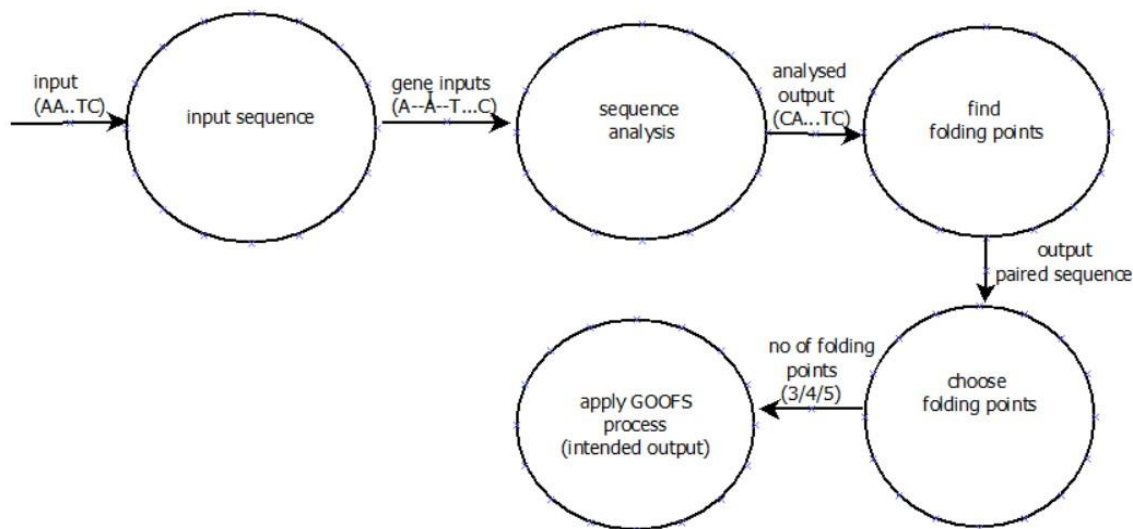 input
(AA..TC)
input sequence
gene inputs
(A--A--T...C)
sequence
analysis
analysed
output
(CA...TC)
find
folding points
output
paired sequence
choose
folding points
no of folding
points
(3/4/5)
apply GOOFS
process
(intended output)